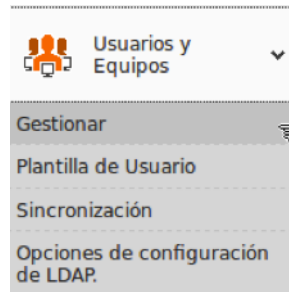 Usuarios y
Equipos
Gestionar
Plantilla de Usuario
Sincronización
Opciones de configuración
de LDAP.